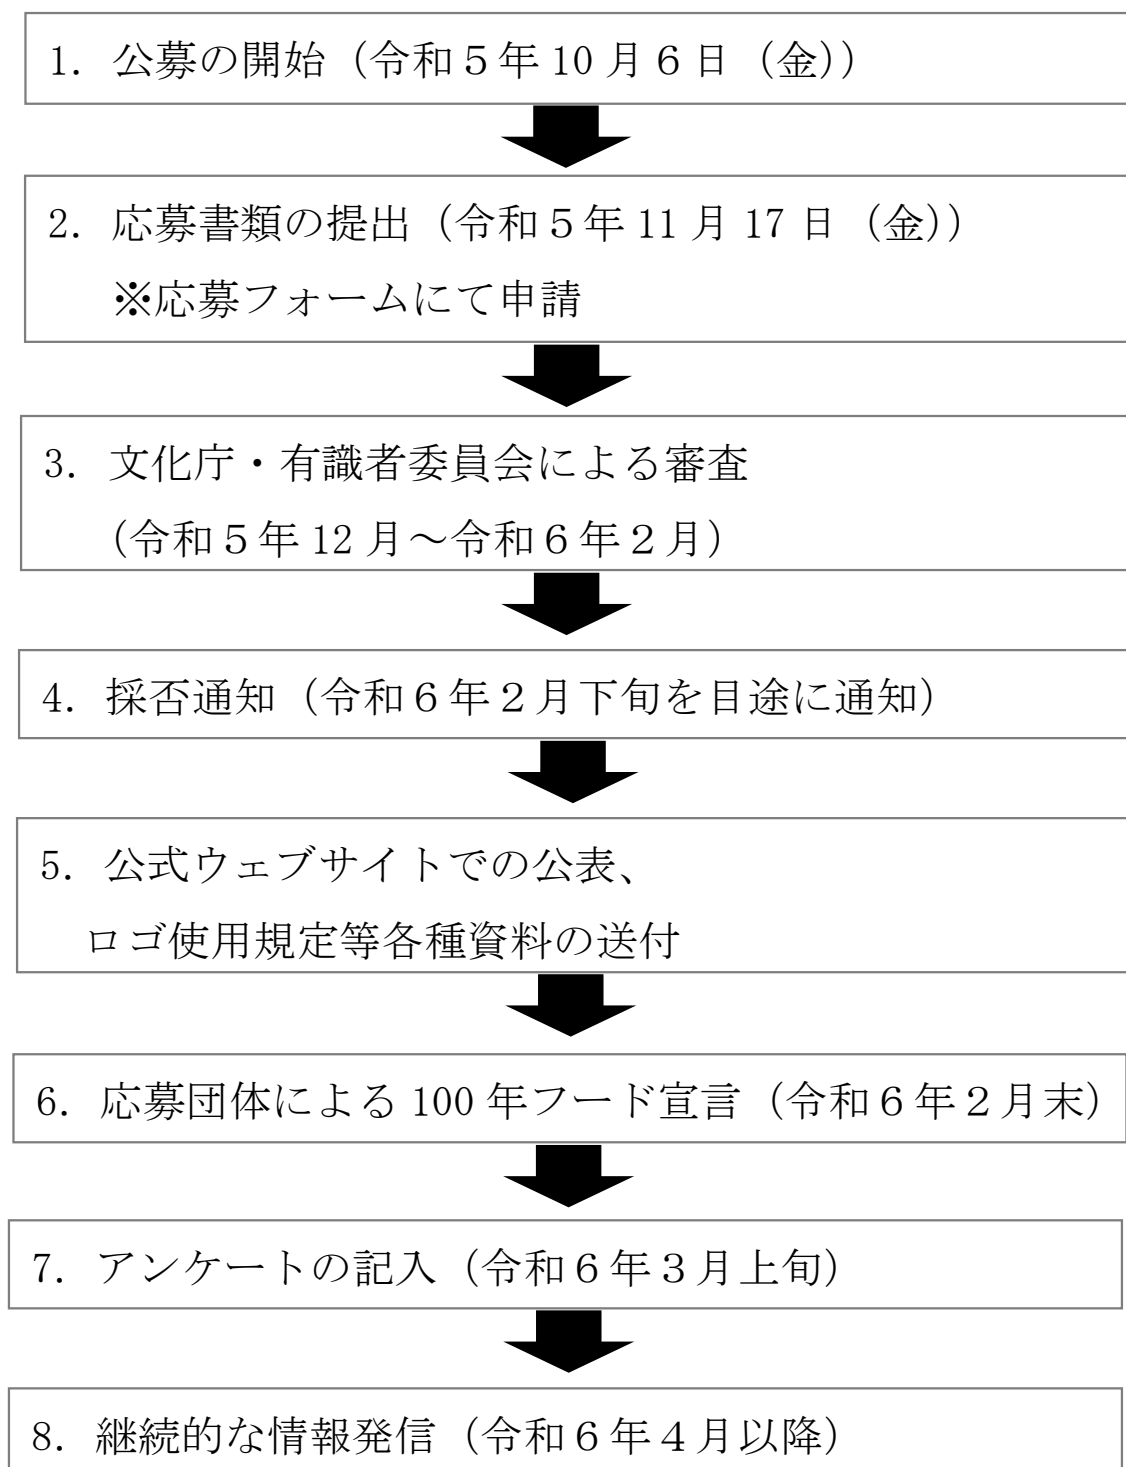 1. 公募の開始（令和５年 10 月６日（金））
2. 応募書類の提出（令和５年 11 月 17 日（金））
※応募フォームにて申請
3. 文化庁・有識者委員会による審査
（令和５年 12 月～令和６年２月）
4. 採否通知（令和６年２月下旬を目途に通知）
5. 公式ウェブサイトでの公表、
ロゴ使用規定等各種資料の送付
6. 応募団体による 100 年フード宣言（令和６年２月末）
7. アンケートの記入（令和６年３月上旬）
8. 継続的な情報発信（令和６年４月以降）